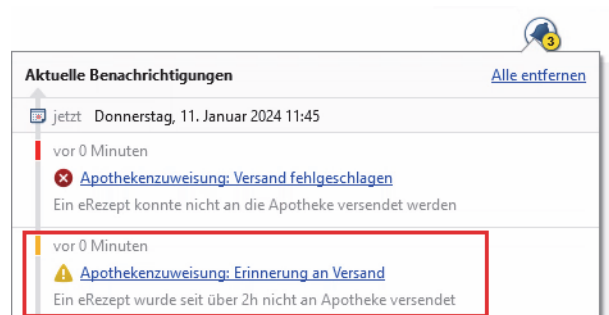 3
Aktuelle Benachrichtigungen Alle entfernen
jetzt Donnerstag, 11. Januar 2024 11:45
vor 0 Minuten
Apothekenzuweisung: Versand fehlgeschlagen
Ein eRezept konnte nicht an die Apotheke versendet werden
vor 0 Minuten
Apothekenzuweisung: Erinnerung an Versand
Ein eRezept wurde seit über 2h nicht an Apotheke versendet